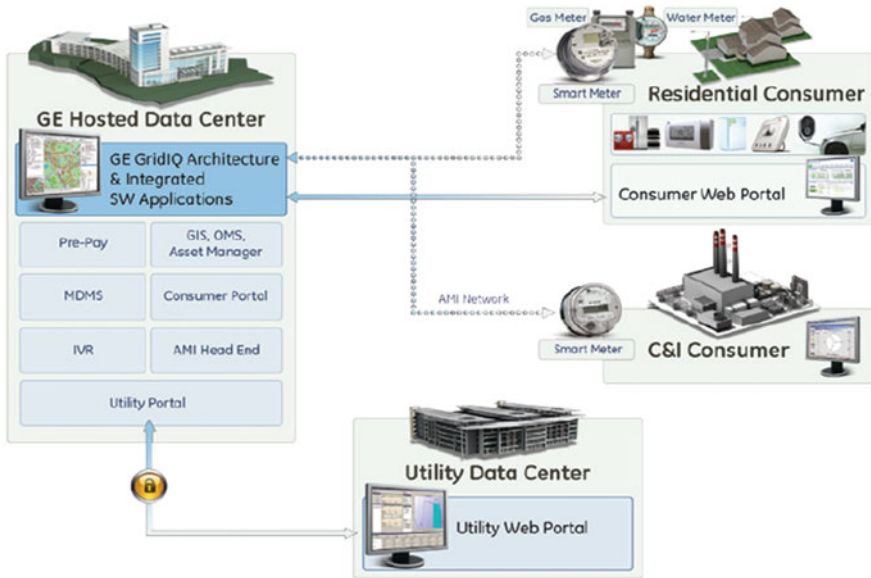 GE Hosted Data Center
GE GridIQ Architecture
& Integrated
SW Applications
Pre-Pay
GIS, OMS,
Asset Manager
MDMS
Consumer Portal
IVR
AMI Head End
Utility Portal
Gas Meter
Water Meter
Smart Meter
Residential Consumer
Consumer Web Portal
AMI Network
Smart Meter
C&I Consumer
Utility Data Center
Utility Web Portal